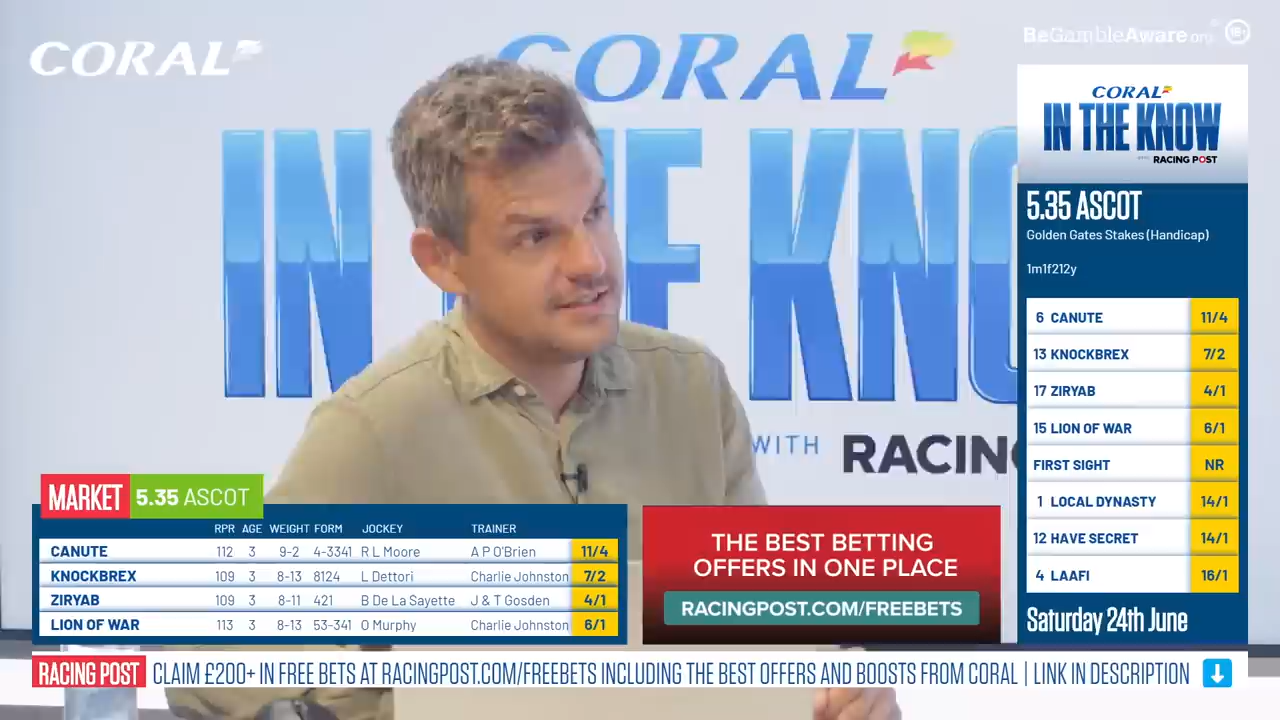 CORAL
BeGambleAware.org 18+
CORAL
IN THE KNO
WITH RACIN
CORAL
IN THE KNOW
WITH RACING POST
5.35 ASCOT
Golden Gates Stakes (Handicap)
1m1f212y
6 CANUTE 11/4
13 KNOCKBREX 7/2
17 ZIRYAB 4/1
15 LION OF WAR 6/1
FIRST SIGHT NR
1 LOCAL DYNASTY 14/1
12 HAVE SECRET 14/1
4 LAAFI 16/1
Saturday 24th June
MARKET 5.35 ASCOT
RPR AGE WEIGHT FORM JOCKEY TRAINER
CANUTE 112 3 9-2 4-3341 R L Moore A P O'Brien 11/4
KNOCKBREX 109 3 8-13 8124 L Dettori Charlie Johnston 7/2
ZIRYAB 109 3 8-11 421 B De La Sayette J & T Gosden 4/1
LION OF WAR 113 3 8-13 53-341 O Murphy Charlie Johnston 6/1
THE BEST BETTING
OFFERS IN ONE PLACE
RACINGPOST.COM/FREEBETS
RACING POST CLAIM £200+ IN FREE BETS AT RACINGPOST.COM/FREEBETS INCLUDING THE BEST OFFERS AND BOOSTS FROM CORAL | LINK IN DESCRIPTION